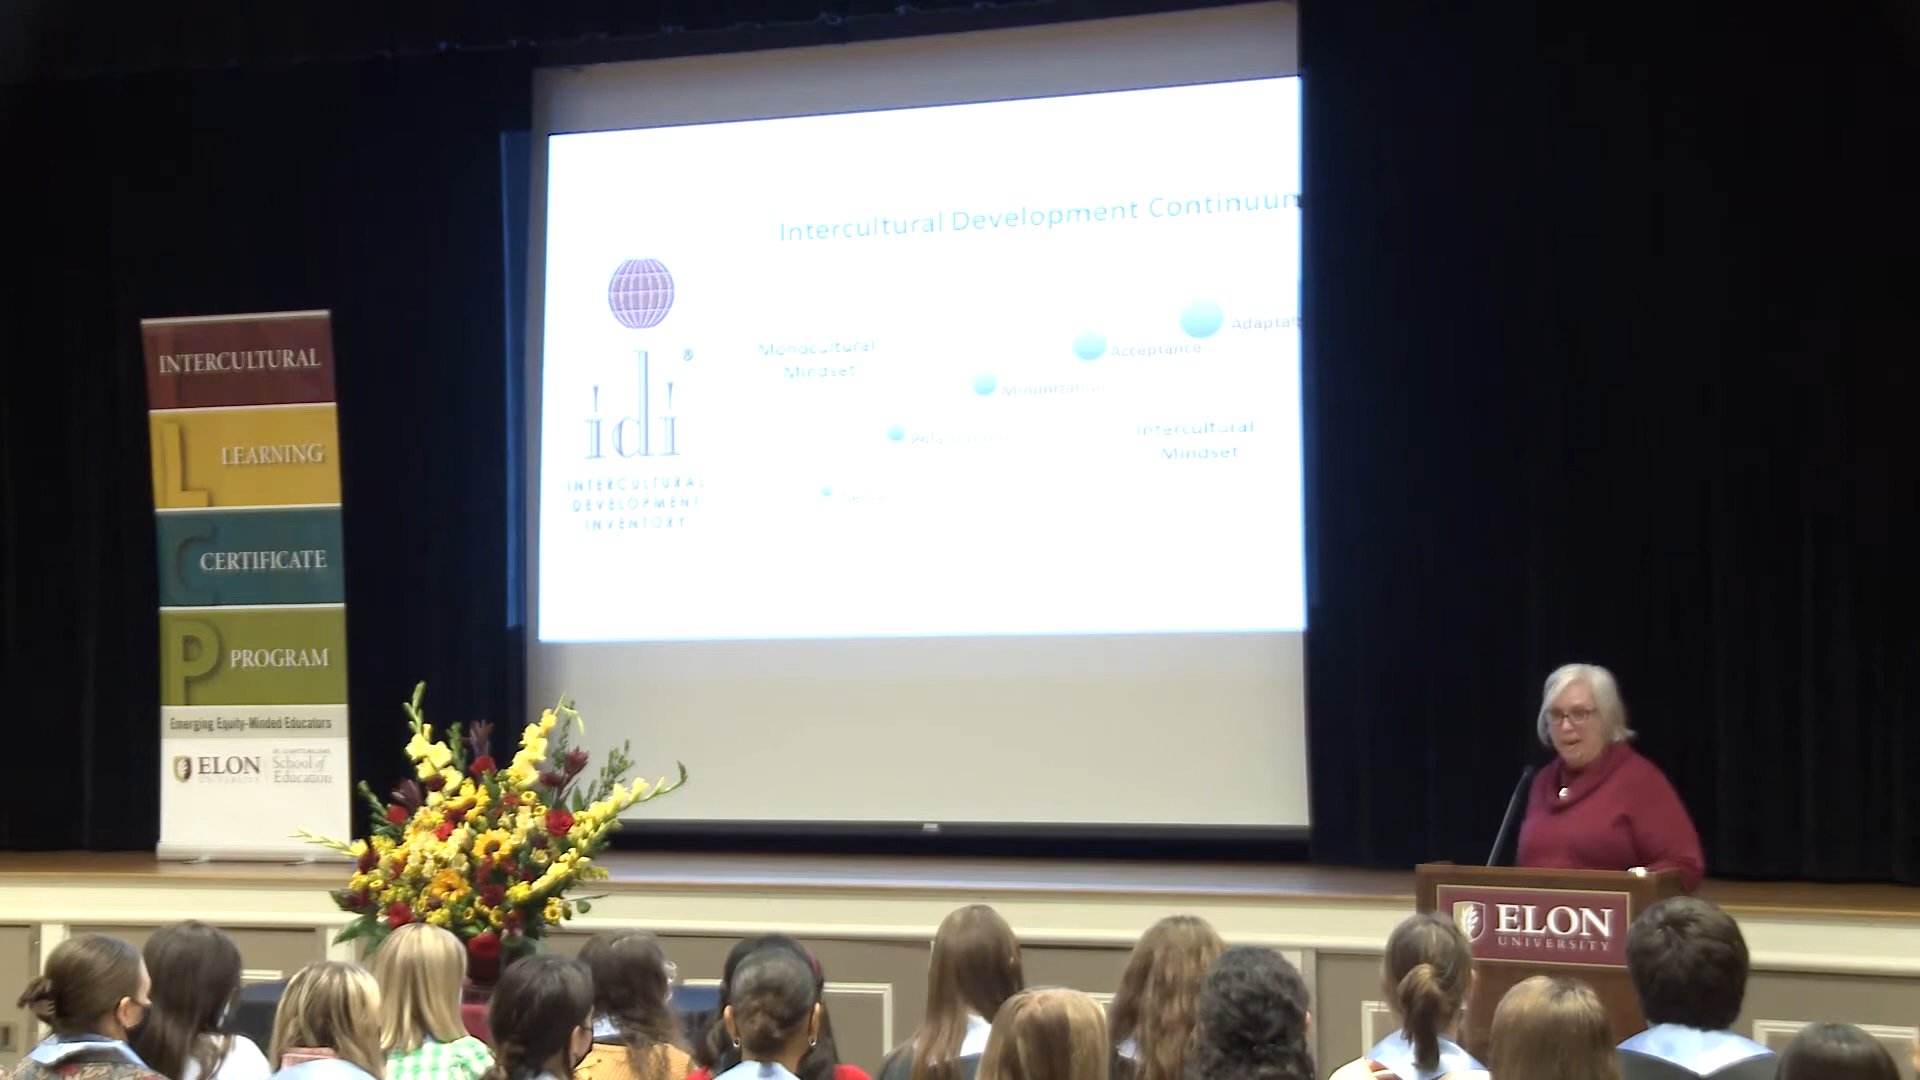 INTERCULTURAL
L LEARNING
C CERTIFICATE
P PROGRAM
Emerging Equity-Minded Educators
ELON
UNIVERSITY
School of
Education
Intercultural Development Continuum
idi ®
INTERCULTURAL
DEVELOPMENT
INVENTORY
Monocultural
Mindset
Adaptat
Acceptance
Minimization
Intercultural
Mindset
ELON
UNIVERSITY